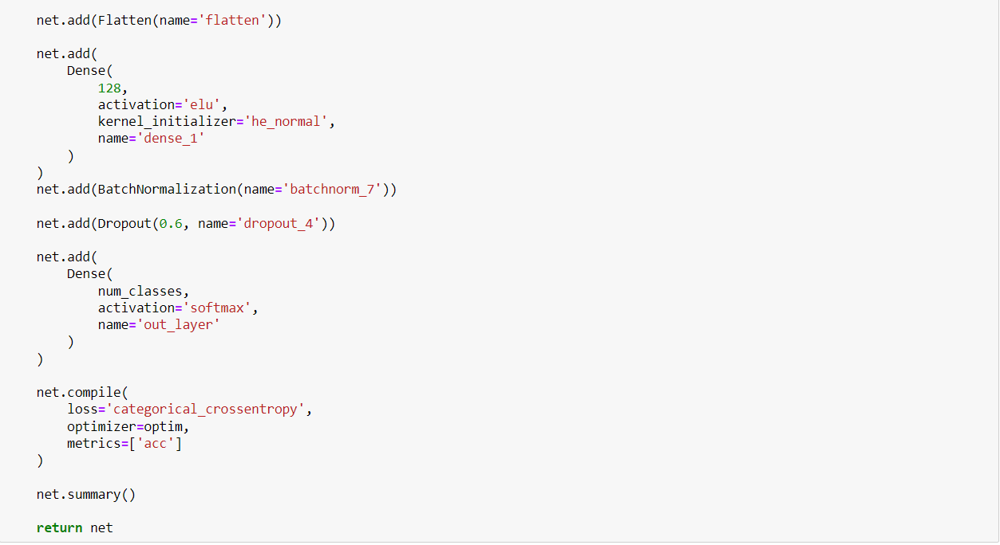 net.add(Flatten(name='flatten'))
net.add(
Dense(
128,
activation='elu',
kernel_initializer='he_normal',
name='dense_1'
)
)
net.add(BatchNormalization(name='batchnorm_7'))
net.add(Dropout(0.6, name='dropout_4'))
net.add(
Dense(
num_classes,
activation='softmax',
name='out_layer'
)
)
net.compile(
loss='categorical_crossentropy',
optimizer=optim,
metrics=['acc']
)
net.summary()
return net